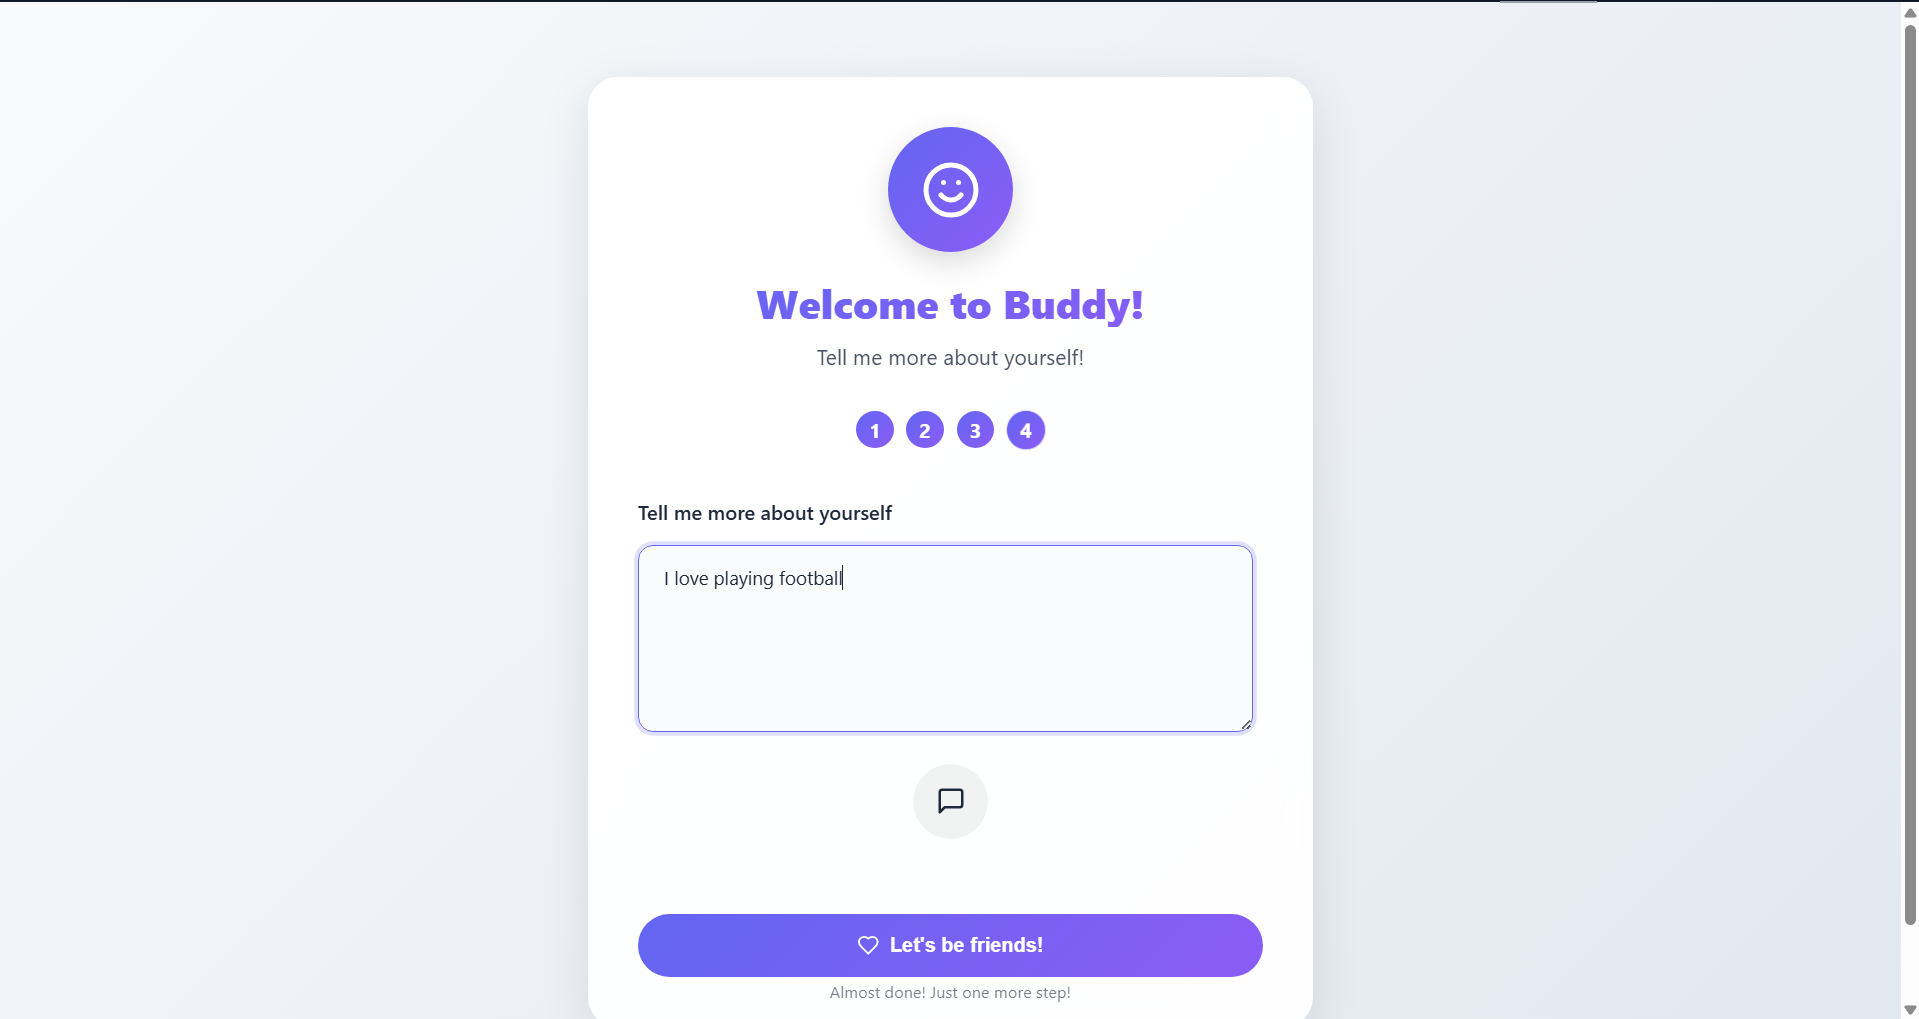 Welcome to Buddy!
Tell me more about yourself!
1 2 3 4
Tell me more about yourself
I love playing football
Let's be friends!
Almost done! Just one more step!